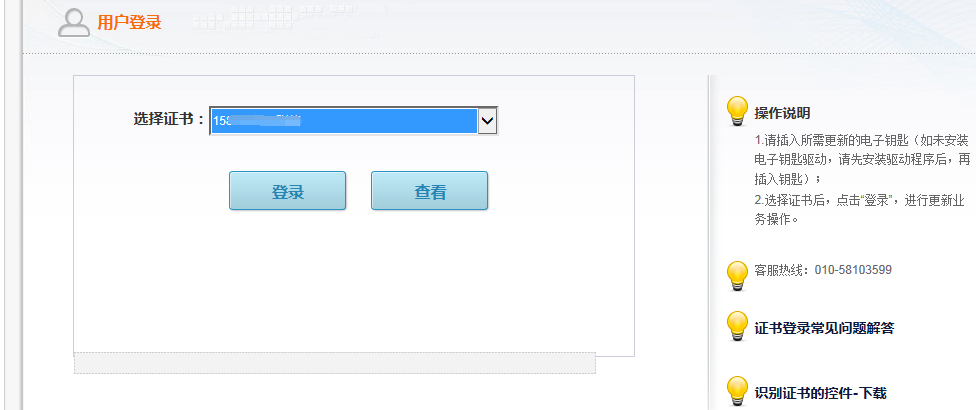 用户登录
选择证书：
登录
查看
操作说明
1.请插入所需更新的电子钥匙（如未安装
电子钥匙驱动，请先安装驱动程序后，再
插入钥匙）；
2.选择证书后，点击“登录”，进行更新业
务操作。
客服热线：010-58103599
证书登录常见问题解答
识别证书的控件-下载